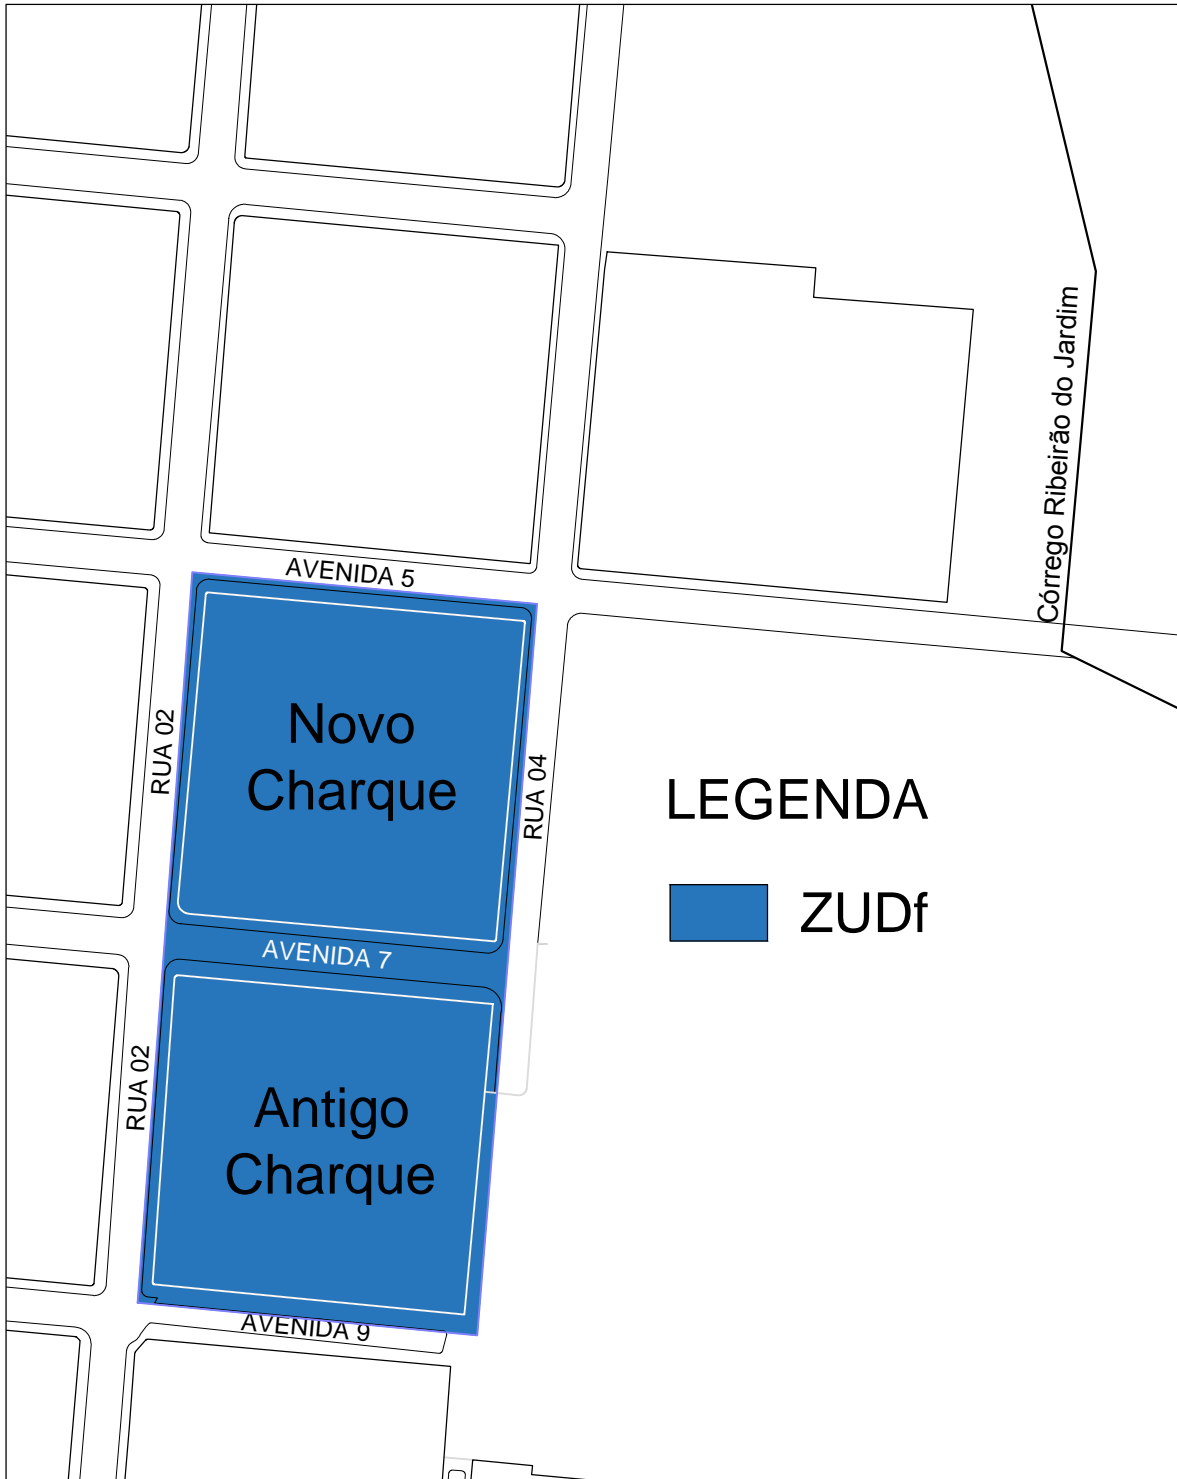 Córrego Ribeirão do Jardim
AVENIDA 5
Novo
Charque
RUA 02
RUA 04
LEGENDA
ZUDf
AVENIDA 7
RUA 02
Antigo
Charque
AVENIDA 9